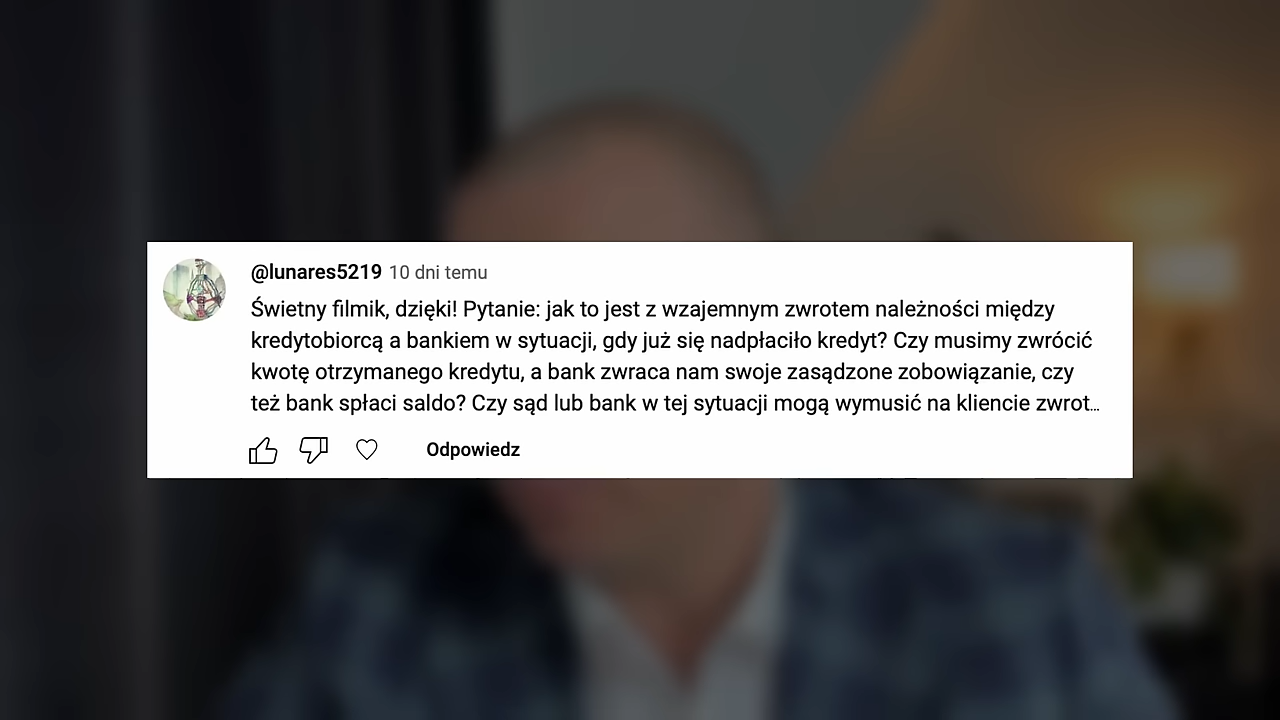 @lunares5219 10 dni temu
Świetny filmik, dzięki! Pytanie: jak to jest z wzajemnym zwrotem należności między
kredytobiorcą a bankiem w sytuacji, gdy już się nadpłaciło kredyt? Czy musimy zwrócić
kwotę otrzymanego kredytu, a bank zwraca nam swoje zasądzone zobowiązanie, czy
też bank spłaci saldo? Czy sąd lub bank w tej sytuacji mogą wymusić na kliencie zwrot...
Odpowiedz